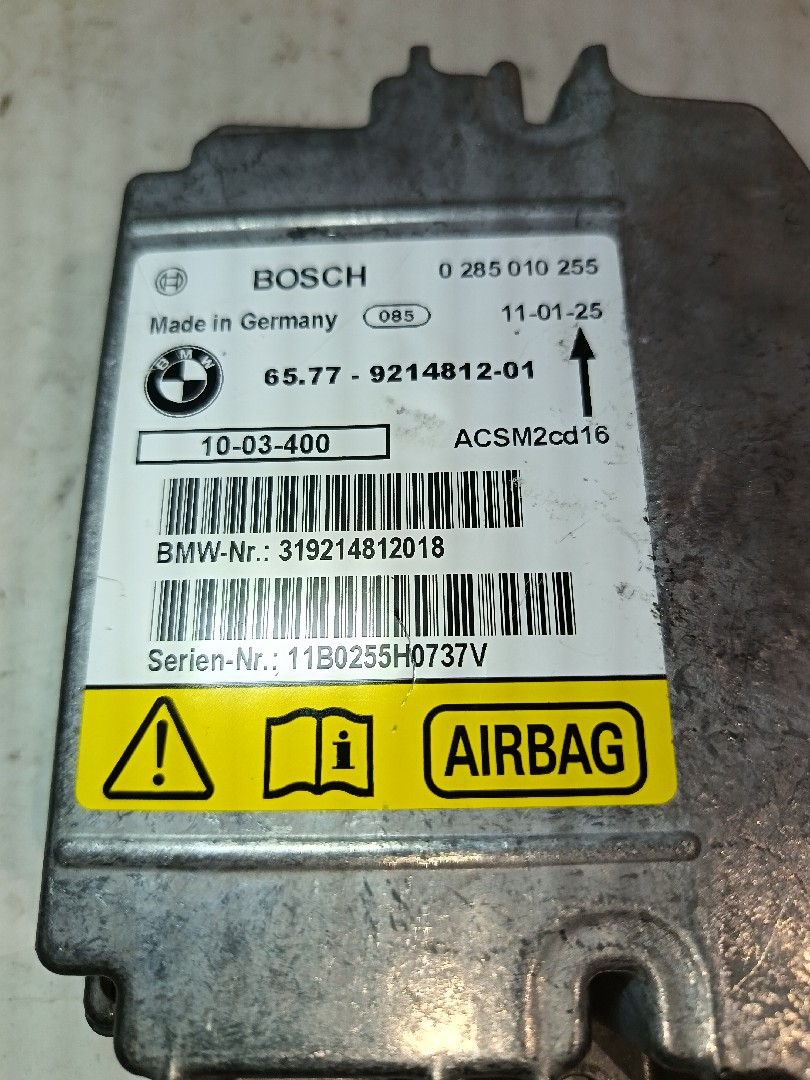 BOSCH 0 285 010 255
Made in Germany 085 11-01-25
BMW
65.77 - 9214812-01
10-03-400 ACSM2cd16
BMW-Nr.: 319214812018
Serien-Nr.: 11B0255H0737V
! i AIRBAG